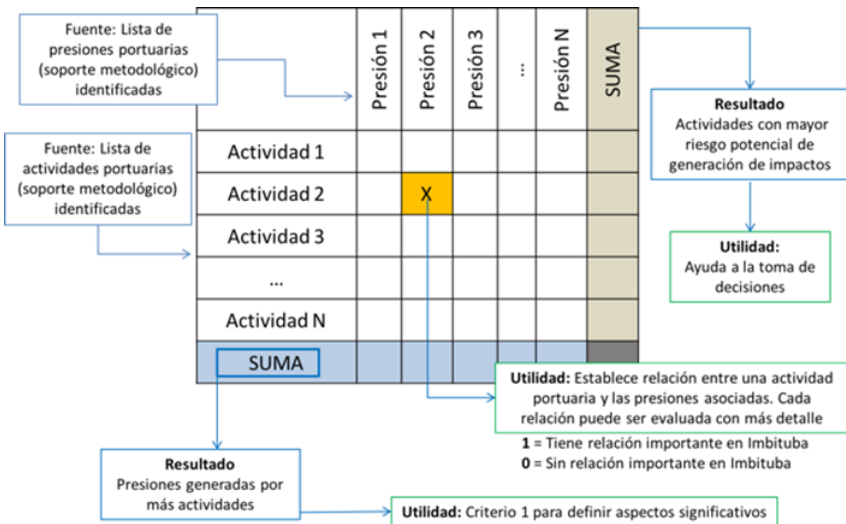 Fuente: Lista de
presiones portuarias
(soporte metodológico)
identificadas
Presión 1
Presión 2
Presión 3
...
Presión N
SUMA
Resultado
Actividades con mayor
riesgo potencial de
generación de impactos
Fuente: Lista de
actividades portuarias
(soporte metodológico)
identificadas
Actividad 1
Actividad 2
X
Actividad 3
...
Actividad N
SUMA
Utilidad:
Ayuda a la toma de
decisiones
Utilidad: Establece relación entre una actividad
portuaria y las presiones asociadas. Cada
relación puede ser evaluada con más detalle
1 = Tiene relación importante en Imbituba
0 = Sin relación importante en Imbituba
Resultado
Presiones generadas por
más actividades
Utilidad: Criterio 1 para definir aspectos significativos